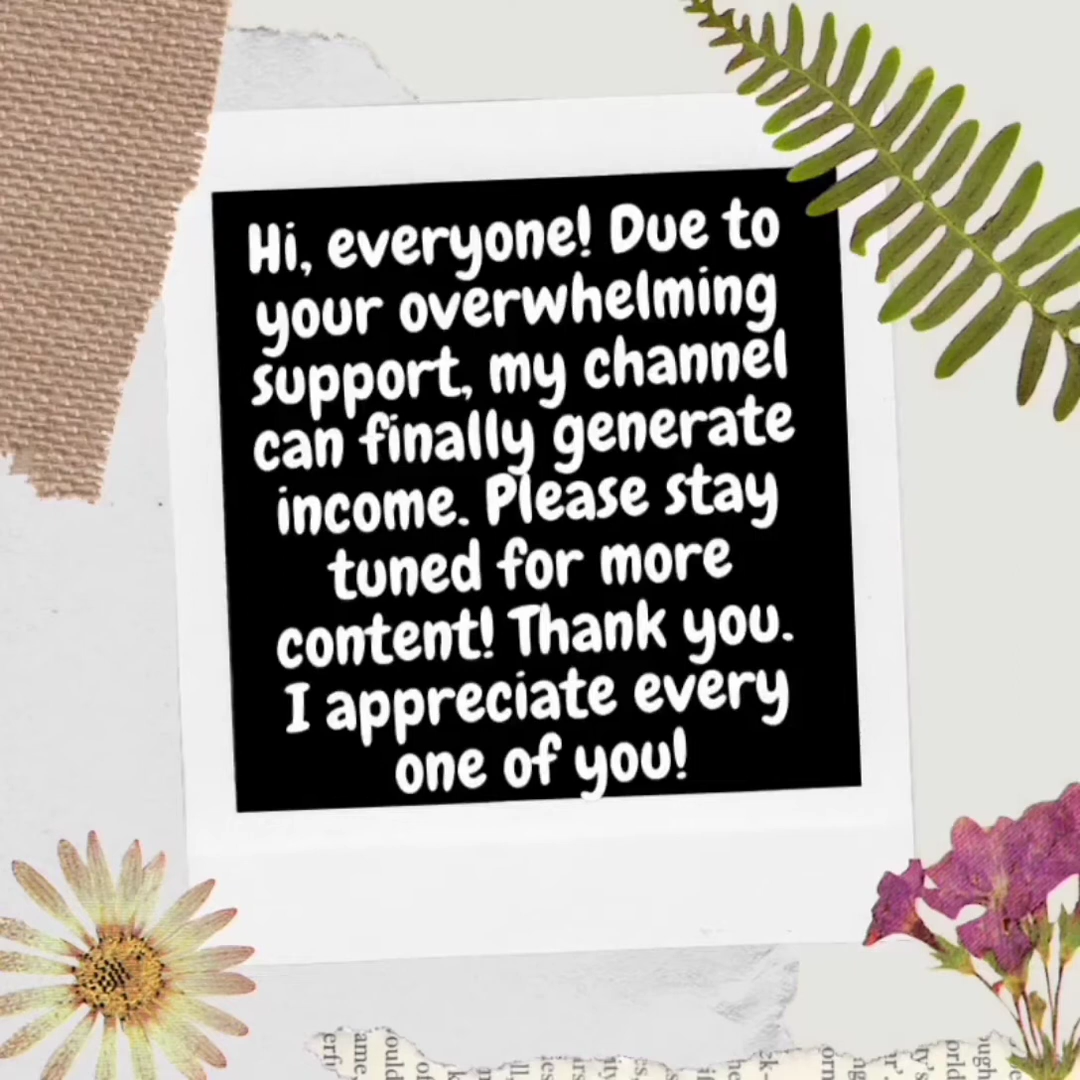 Hi, everyone! Due to
your overwhelming
support, my channel
can finally generate
income. Please stay
tuned for more
content! Thank you.
I appreciate every
one of you!